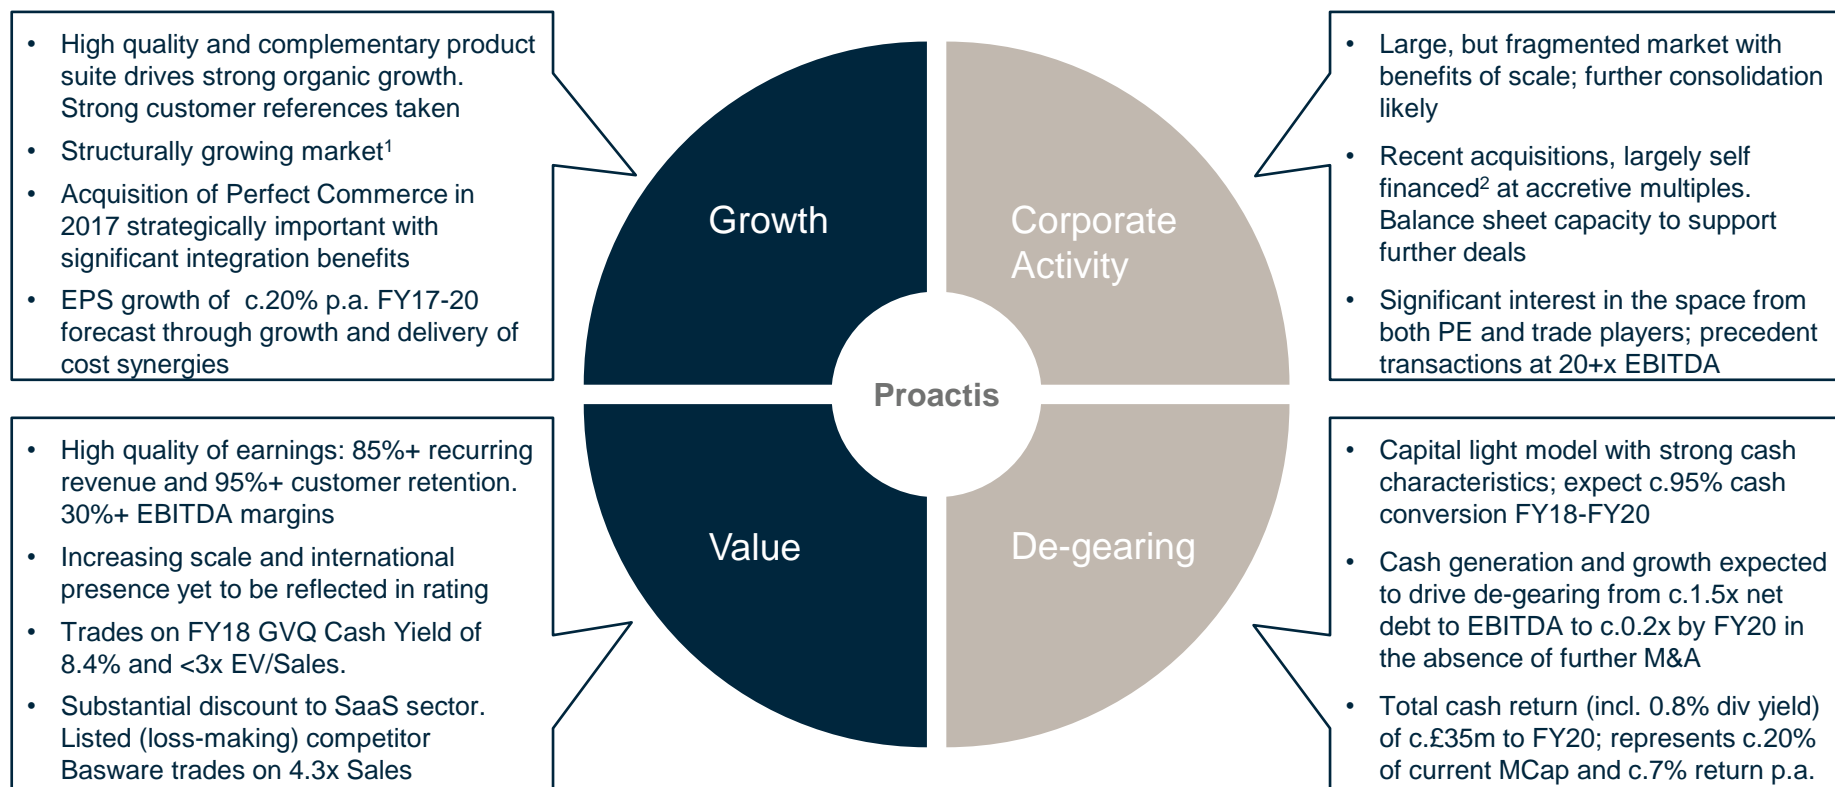 • High quality and complementary product
suite drives strong organic growth.
Strong customer references taken
• Structurally growing market¹
• Acquisition of Perfect Commerce in
2017 strategically important with
significant integration benefits
• EPS growth of c.20% p.a. FY17-20
forecast through growth and delivery of
cost synergies
Growth
Corporate
Activity
• Large, but fragmented market with
benefits of scale; further consolidation
likely
• Recent acquisitions, largely self
financed² at accretive multiples.
Balance sheet capacity to support
further deals
• Significant interest in the space from
both PE and trade players; precedent
transactions at 20+x EBITDA
Proactis
• High quality of earnings: 85%+ recurring
revenue and 95%+ customer retention.
30%+ EBITDA margins
• Increasing scale and international
presence yet to be reflected in rating
• Trades on FY18 GVQ Cash Yield of
8.4% and <3x EV/Sales.
• Substantial discount to SaaS sector.
Listed (loss-making) competitor
Basware trades on 4.3x Sales
Value
De-gearing
• Capital light model with strong cash
characteristics; expect c.95% cash
conversion FY18-FY20
• Cash generation and growth expected
to drive de-gearing from c.1.5x net
debt to EBITDA to c.0.2x by FY20 in
the absence of further M&A
• Total cash return (incl. 0.8% div yield)
of c.£35m to FY20; represents c.20%
of current MCap and c.7% return p.a.